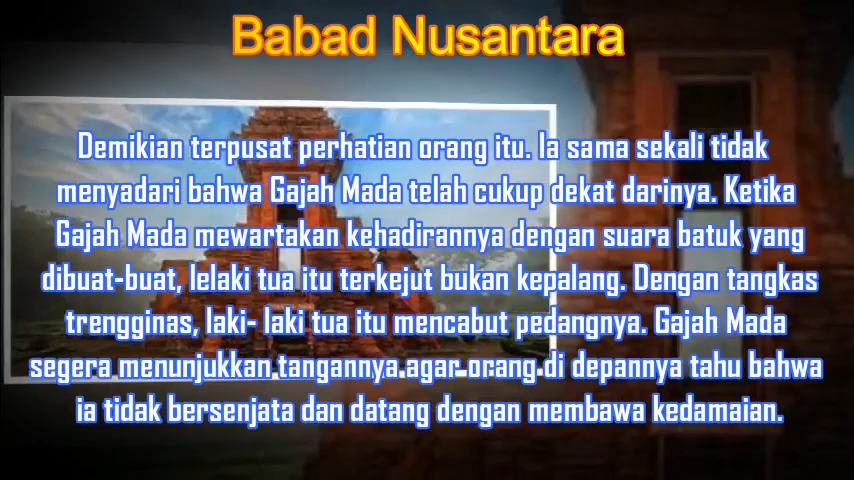 Babad Nusantara
Demikian terpusat perhatian orang itu. Ia sama sekali tidak
menyadari bahwa Gajah Mada telah cukup dekat darinya. Ketika
Gajah Mada mewartakan kehadirannya dengan suara batuk yang
dibuat-buat, lelaki tua itu terkejut bukan kepalang. Dengan tangkas
trengginas, laki- laki tua itu mencabut pedangnya. Gajah Mada
segera menunjukkan tangannya agar orang di depannya tahu bahwa
ia tidak bersenjata dan datang dengan membawa kedamaian.